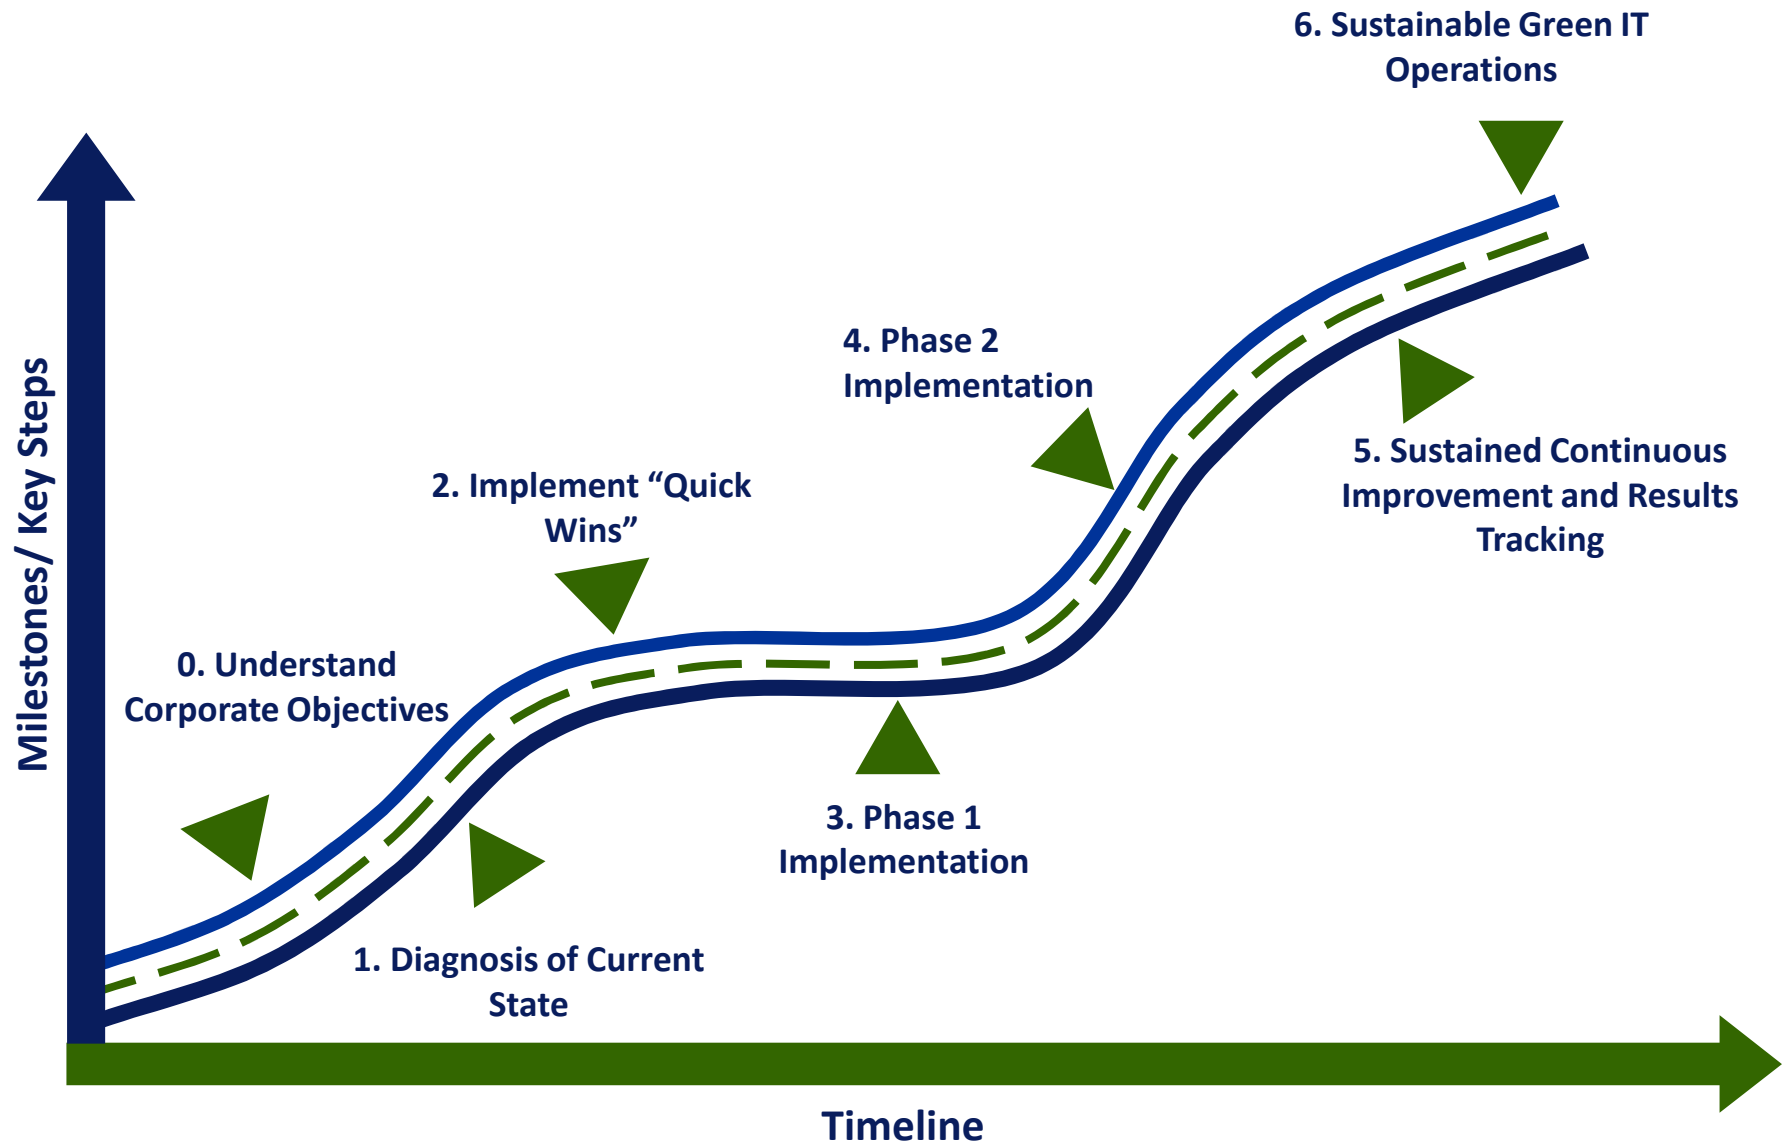 6. Sustainable Green IT
Operations
4. Phase 2
Implementation
5. Sustained Continuous
Improvement and Results
Tracking
2. Implement “Quick
Wins”
0. Understand
Corporate Objectives
3. Phase 1
Implementation
1. Diagnosis of Current
State
Milestones/ Key Steps
Timeline